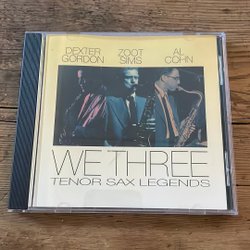 DEXTER GORDON
ZOOT SIMS
AL COHN
WE THREE
TENOR SAX LEGENDS